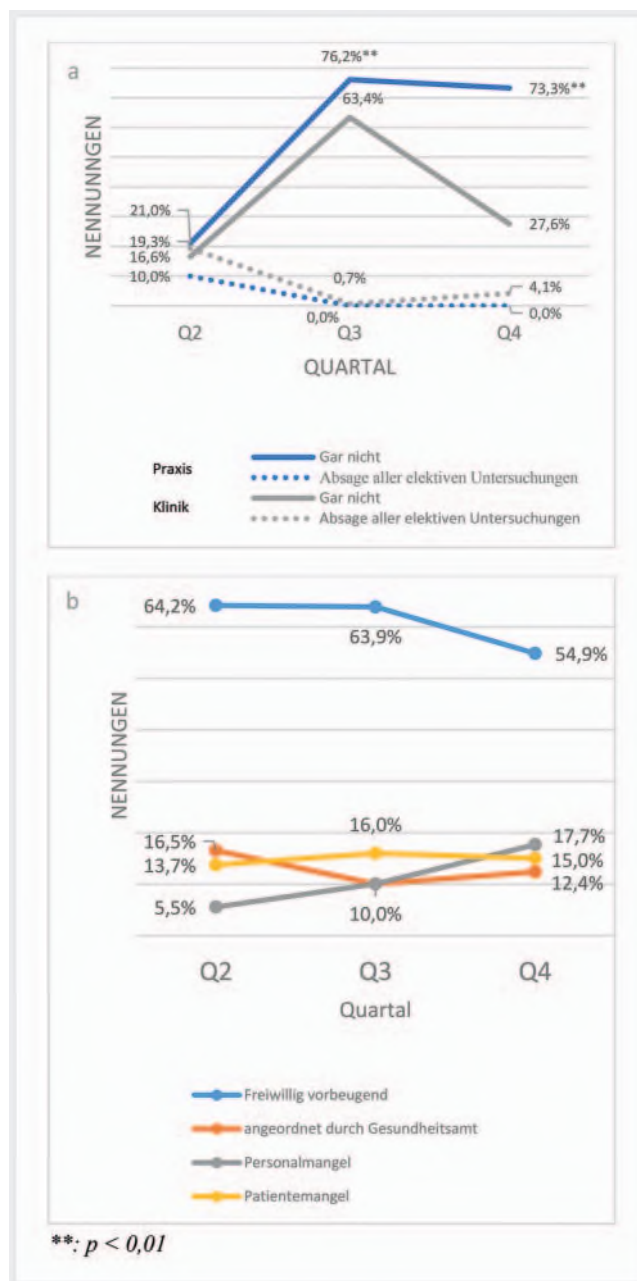 a
76,2%**
73,3%**
63,4%
NENNUNNGEN
21,0%
19,3%
16,6%
10,0%
27,6%
0,7%
4,1%
0,0%
0,0%
Q2 Q3 Q4
QUARTAL
Praxis
Gar nicht
Absage aller elektiven Untersuchungen
Klinik
Gar nicht
Absage aller elektiven Untersuchungen
b
64,2%
63,9%
54,9%
NENNUNGEN
16,5%
16,0%
17,7%
13,7%
15,0%
12,4%
5,5%
10,0%
Q2 Q3 Q4
Quartal
Freiwillig vorbeugend
angeordnet durch Gesundheitsamt
Personalmangel
Patientemangel
**: p < 0,01